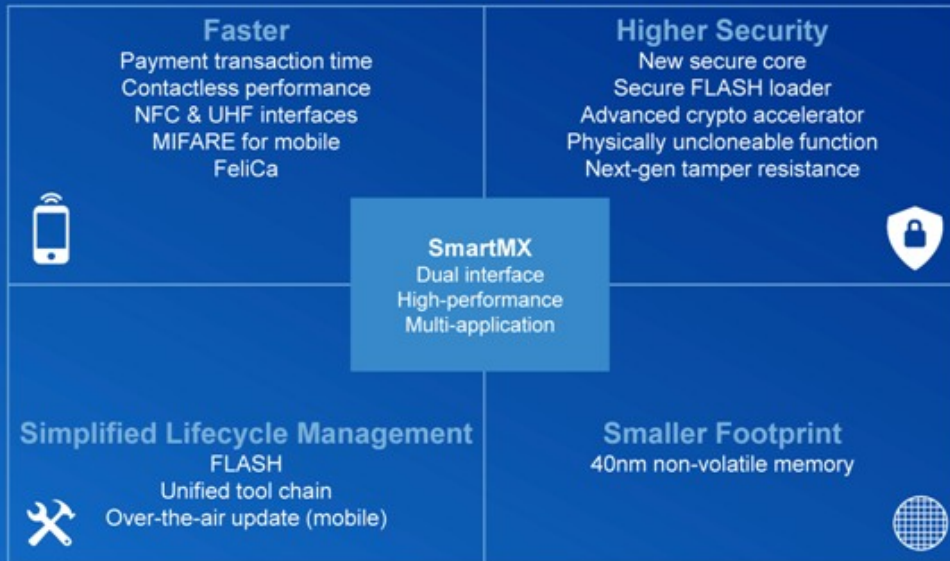 Faster
Payment transaction time
Contactless performance
NFC & UHF interfaces
MIFARE for mobile
FeliCa
Higher Security
New secure core
Secure FLASH loader
Advanced crypto accelerator
Physically uncloneable function
Next-gen tamper resistance
SmartMX
Dual interface
High-performance
Multi-application
Simplified Lifecycle Management
FLASH
Unified tool chain
Over-the-air update (mobile)
Smaller Footprint
40nm non-volatile memory